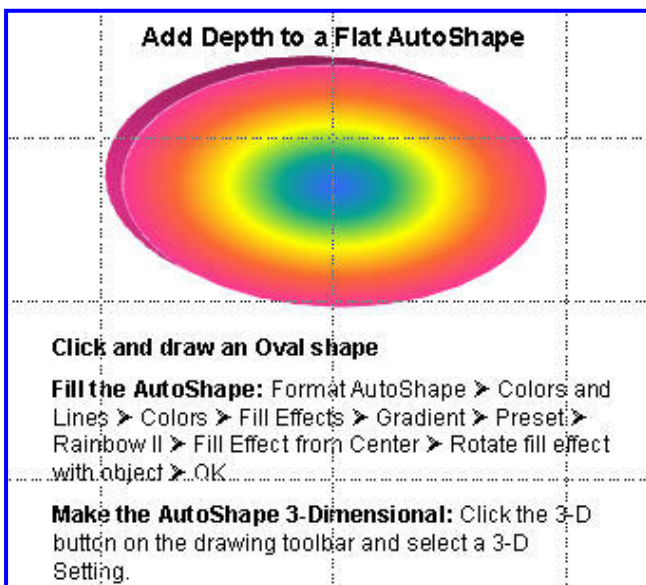 Add Depth to a Flat AutoShape
Click and draw an Oval shape
Fill the AutoShape: Format AutoShape ➤ Colors and
Lines ➤ Colors ➤ Fill Effects ➤ Gradient ➤ Preset ➤
Rainbow II ➤ Fill Effect from Center ➤ Rotate fill effect
with object ➤ OK
Make the AutoShape 3-Dimensional: Click the 3-D
button on the drawing toolbar and select a 3-D
Setting.